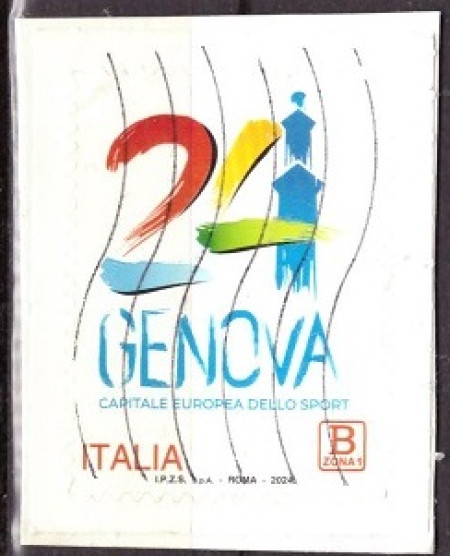 24
GENOVA
CAPITALE EUROPEA DELLO SPORT
ITALIA
B
ZONA 1
I.P.Z.S. S.p.A. - ROMA - 2024